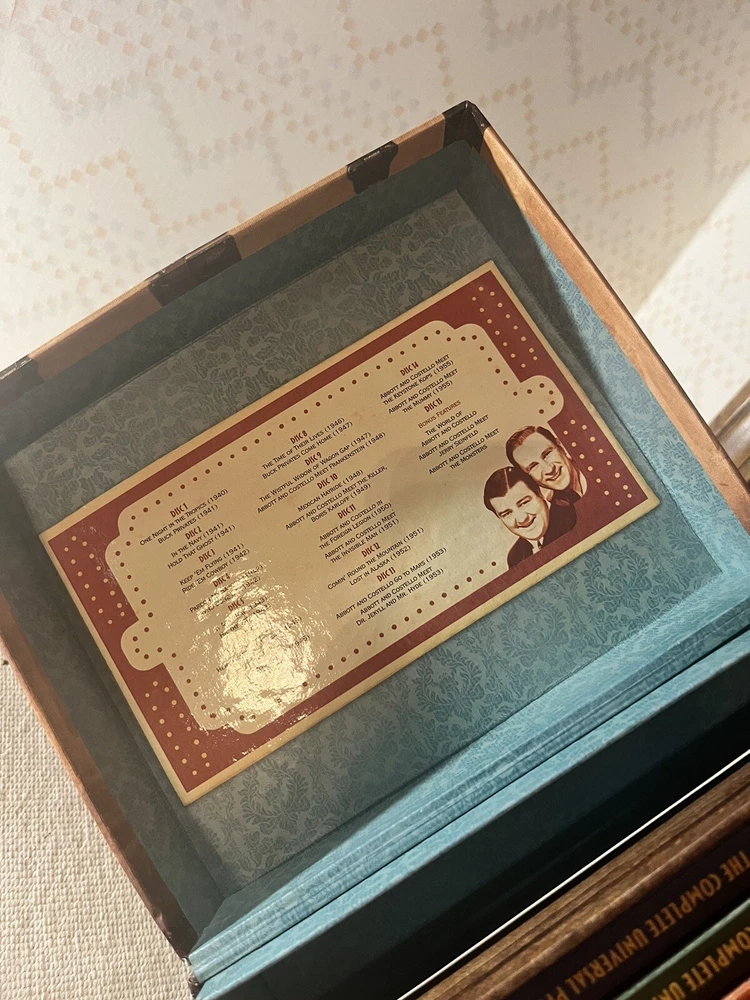 DISC 1
ONE NIGHT IN THE TROPICS (1940)
BUCK PRIVATES (1941)
DISC 2
IN THE NAVY (1941)
HOLD THAT GHOST (1941)
DISC 3
KEEP 'EM FLYING (1941)
RIDE 'EM COWBOY (1942)
DISC 8
THE TIME OF THEIR LIVES (1946)
BUCK PRIVATES COME HOME (1947)
DISC 9
THE WISTFUL WIDOW OF WAGON GAP (1947)
ABBOTT AND COSTELLO MEET FRANKENSTEIN (1948)
DISC 10
MEXICAN HAYRIDE (1948)
ABBOTT AND COSTELLO MEET THE KILLER,
BORIS KARLOFF (1949)
DISC 11
ABBOTT AND COSTELLO IN
THE FOREIGN LEGION (1950)
ABBOTT AND COSTELLO MEET
THE INVISIBLE MAN (1951)
DISC 12
COMIN' ROUND THE MOUNTAIN (1951)
LOST IN ALASKA (1952)
DISC 13
ABBOTT AND COSTELLO GO TO MARS (1953)
ABBOTT AND COSTELLO MEET
DR. JEKYLL AND MR. HYDE (1953)
DISC 14
ABBOTT AND COSTELLO MEET
THE KEYSTONE KOPS (1955)
ABBOTT AND COSTELLO MEET
THE MUMMY (1955)
DISC 15
BONUS FEATURES
THE WORLD OF
ABBOTT AND COSTELLO
ABBOTT AND COSTELLO MEET
JERRY SEINFELD
ABBOTT AND COSTELLO MEET
THE MONSTERS
THE COMPLETE UNIVERSAL
COMPLETE